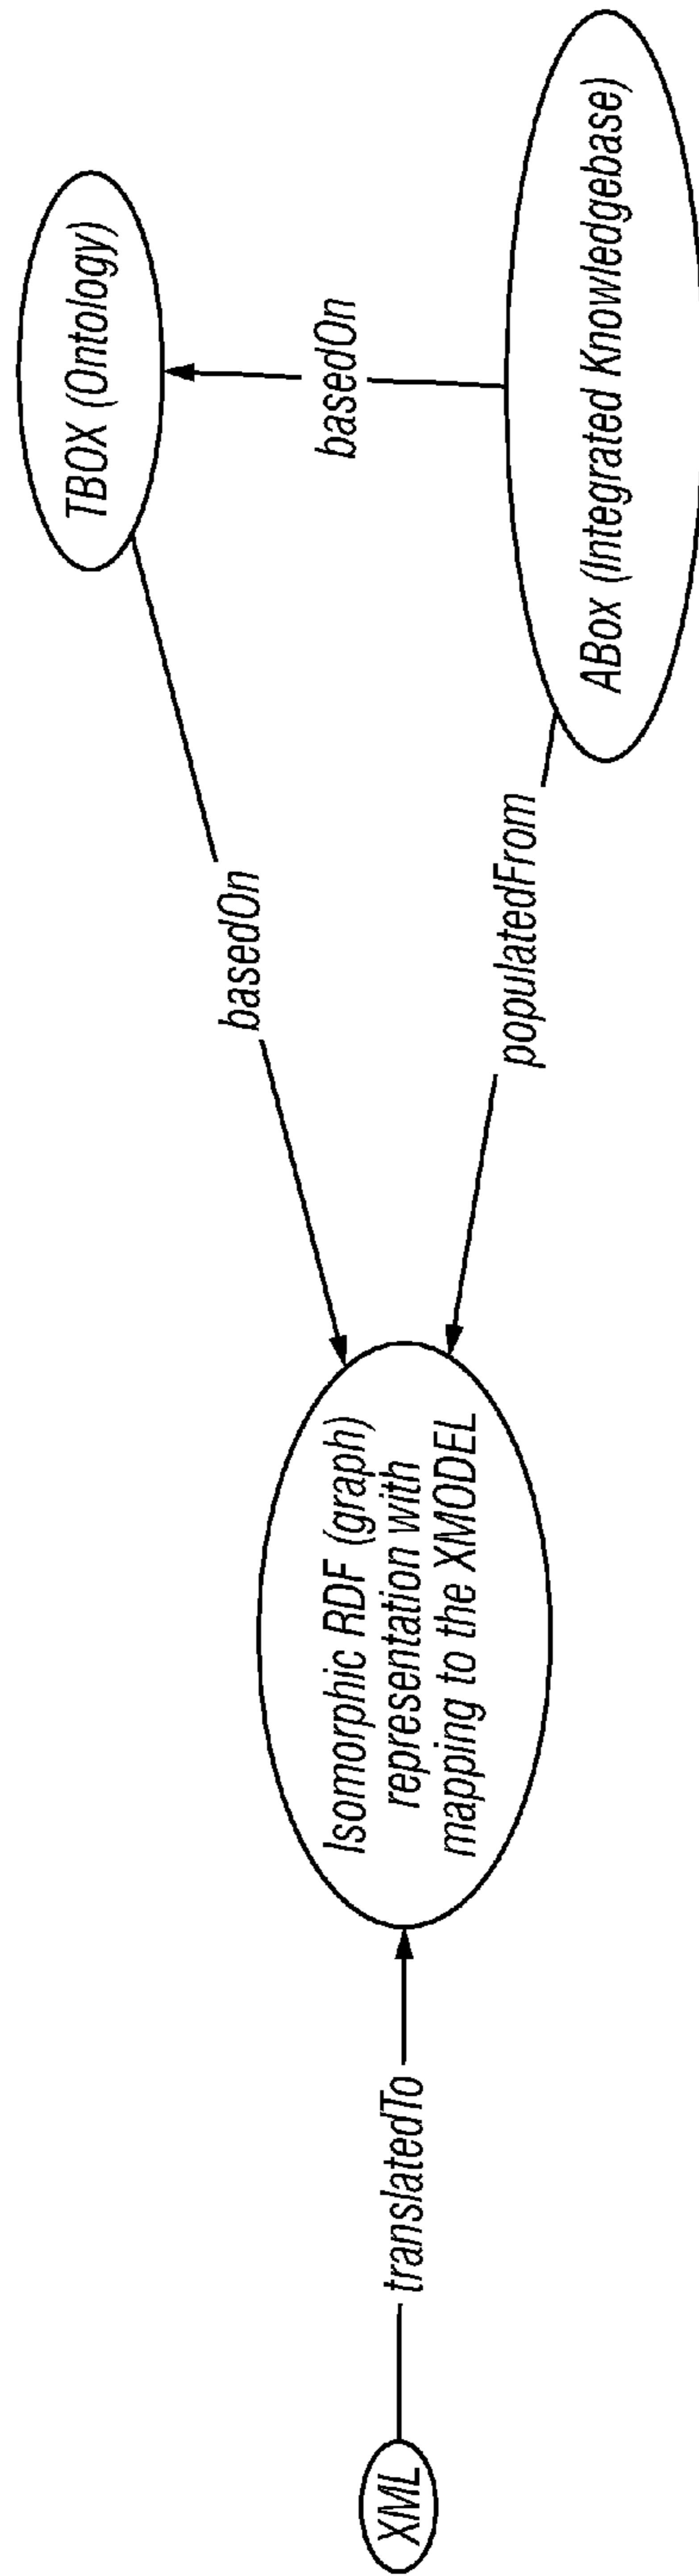 XML
translatedTo
Isomorphic RDF (graph)
representation with
mapping to the XMODEL
basedOn
populatedFrom
TBOX (Ontology)
basedOn
ABox (Integrated Knowledgebase)